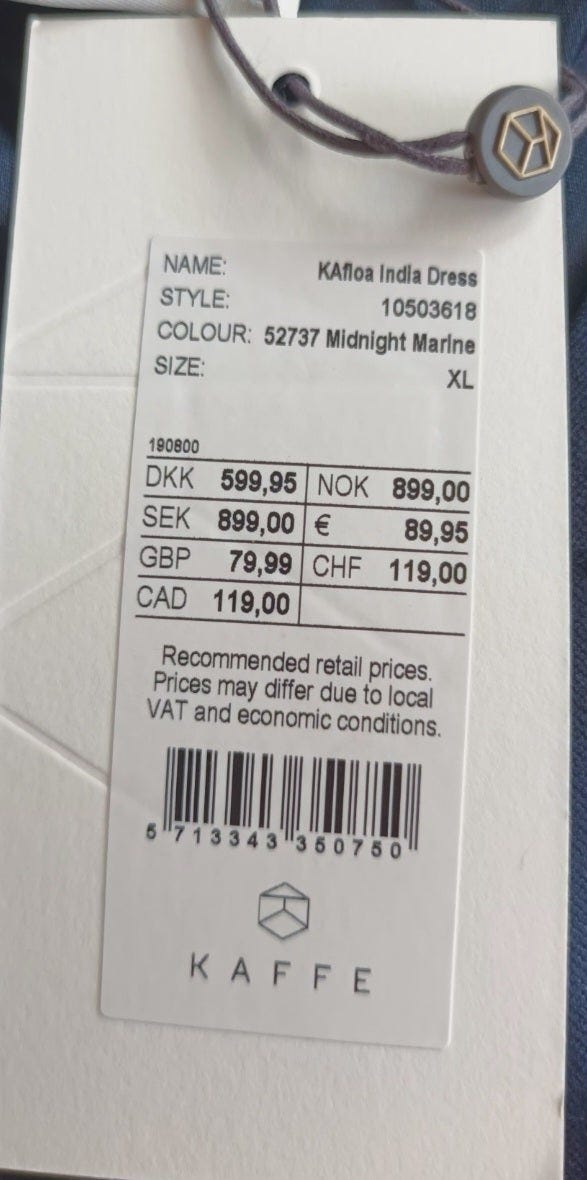 NAME: KAfloa India Dress
STYLE: 10503618
COLOUR: 52737 Midnight Marine
SIZE: XL
190800
DKK 599,95 NOK 899,00
SEK 899,00 € 89,95
GBP 79,99 CHF 119,00
CAD 119,00
Recommended retail prices.
Prices may differ due to local
VAT and economic conditions.
5 713343 350750
KAFFE